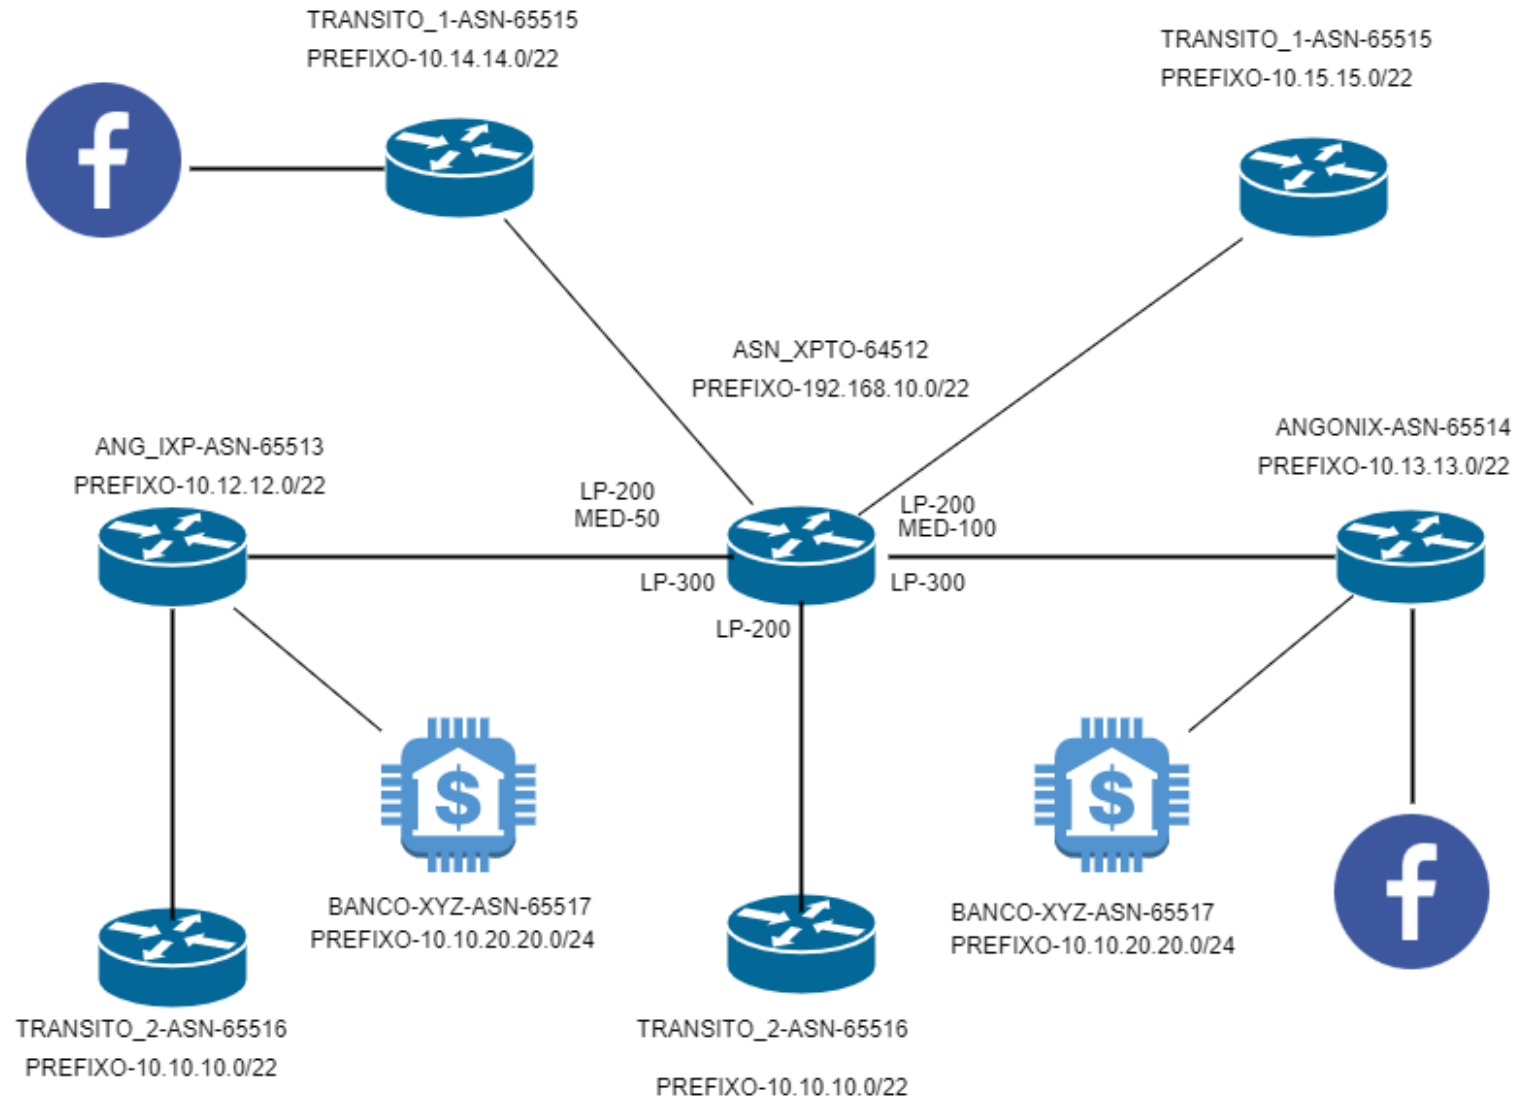 TRANSITO_1-ASN-65515
PREFIXO-10.14.14.0/22
TRANSITO_1-ASN-65515
PREFIXO-10.15.15.0/22
f
ASN_XPTO-64512
PREFIXO-192.168.10.0/22
ANG_IXP-ASN-65513
PREFIXO-10.12.12.0/22
ANGONIX-ASN-65514
PREFIXO-10.13.13.0/22
LP-200
MED-50
LP-200
MED-100
LP-300
LP-300
LP-200
$
$
f
BANCO-XYZ-ASN-65517
PREFIXO-10.10.20.20.0/24
BANCO-XYZ-ASN-65517
PREFIXO-10.10.20.20.0/24
TRANSITO_2-ASN-65516
PREFIXO-10.10.10.0/22
TRANSITO_2-ASN-65516
PREFIXO-10.10.10.0/22